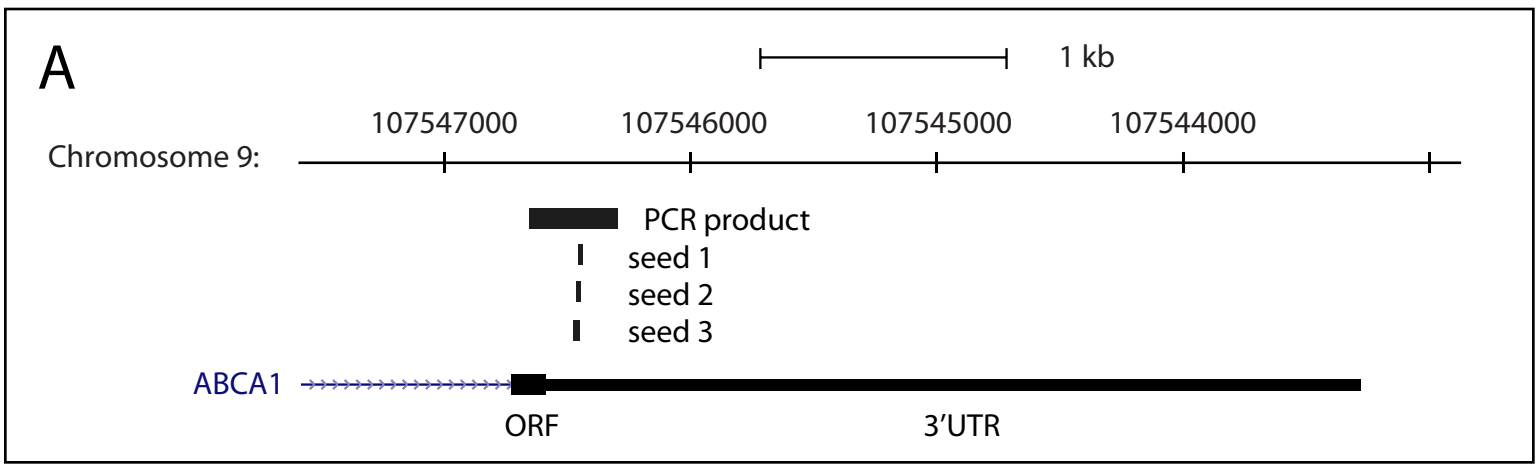 A
1 kb
107547000 107546000 107545000 107544000
Chromosome 9:
PCR product
seed 1
seed 2
seed 3
ABCA1
ORF 3’UTR